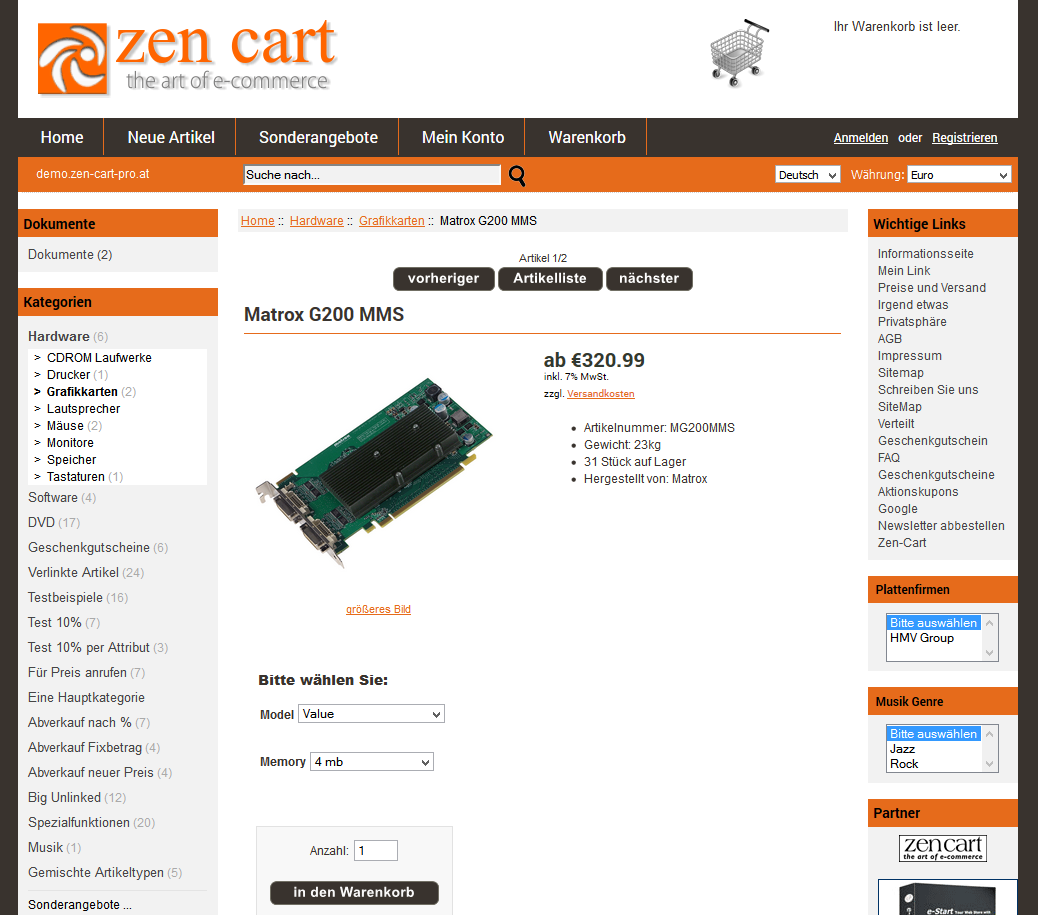 zen cart
the art of e-commerce
Ihr Warenkorb ist leer.
Home
Neue Artikel
Sonderangebote
Mein Konto
Warenkorb
Anmelden oder Registrieren
demo.zen-cart-pro.at
Suche nach...
Deutsch
Währung: Euro
Dokumente
Dokumente (2)
Kategorien
Hardware (6)
> CDROM Laufwerke
> Drucker (1)
> Grafikkarten (2)
> Lautsprecher
> Mäuse (2)
> Monitore
> Speicher
> Tastaturen (1)
Software (4)
DVD (17)
Geschenkgutscheine (6)
Verlinkte Artikel (24)
Testbeispiele (16)
Test 10% (7)
Test 10% per Attribut (3)
Für Preis anrufen (7)
Eine Hauptkategorie
Abverkauf nach % (7)
Abverkauf Fixbetrag (4)
Abverkauf neuer Preis (4)
Big Unlinked (12)
Spezialfunktionen (20)
Musik (1)
Gemischte Artikeltypen (5)
Sonderangebote ...
Home :: Hardware :: Grafikkarten :: Matrox G200 MMS
Artikel 1/2
vorheriger
Artikelliste
nächster
Matrox G200 MMS
ab €320.99
inkl. 7% MwSt.
zzgl. Versandkosten
Artikelnummer: MG200MMS
Gewicht: 23kg
31 Stück auf Lager
Hergestellt von: Matrox
größeres Bild
Bitte wählen Sie:
Model Value
Memory 4 mb
Anzahl: 1
in den Warenkorb
Wichtige Links
Informationsseite
Mein Link
Preise und Versand
Irgend etwas
Privatsphäre
AGB
Impressum
Sitemap
Schreiben Sie uns
SiteMap
Verteilt
Geschenkgutschein
FAQ
Geschenkgutscheine
Aktionskupons
Google
Newsletter abbestellen
Zen-Cart
Plattenfirmen
Bitte auswählen
HMV Group
Musik Genre
Bitte auswählen
Jazz
Rock
Partner
zen cart
the art of e-commerce
e-Start Your Web Store with